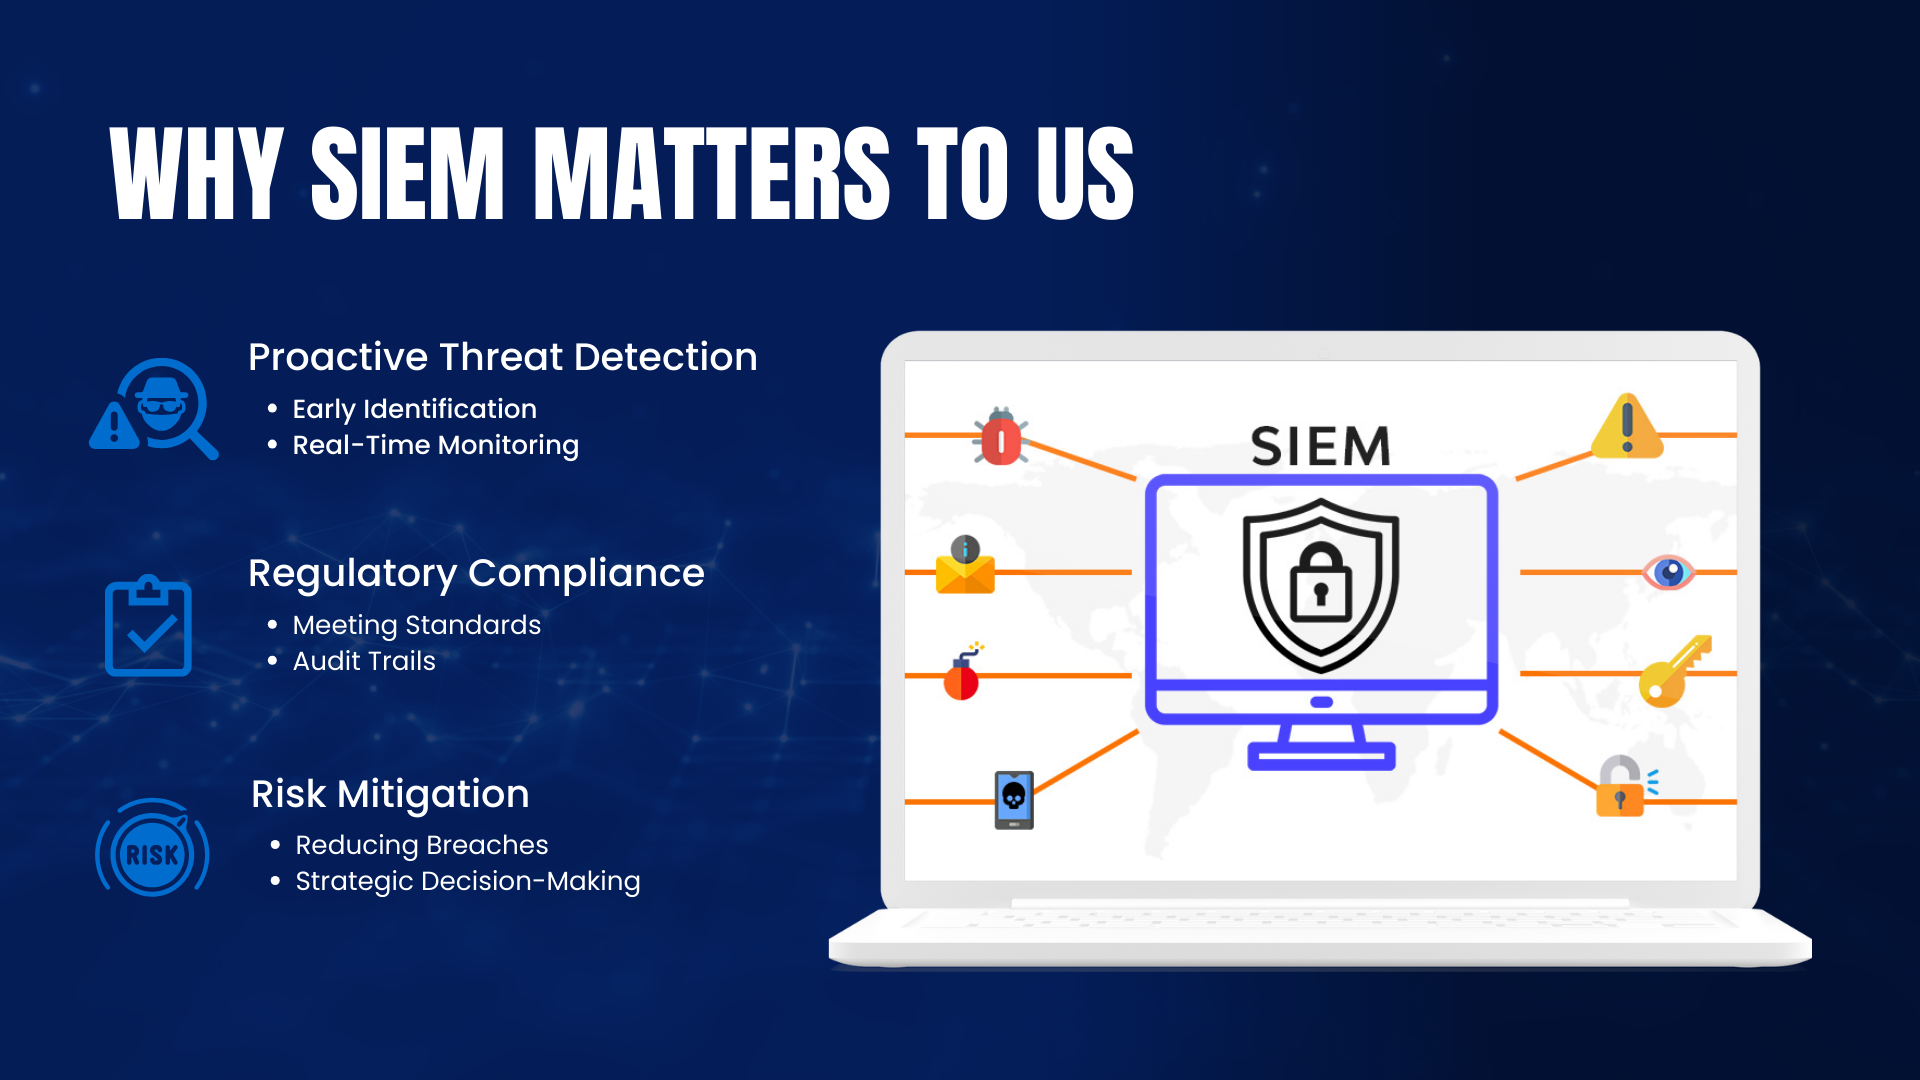 WHY SIEM MATTERS TO US
Proactive Threat Detection
• Early Identification
• Real-Time Monitoring
Regulatory Compliance
• Meeting Standards
• Audit Trails
RISK
Risk Mitigation
• Reducing Breaches
• Strategic Decision-Making
SIEM
i